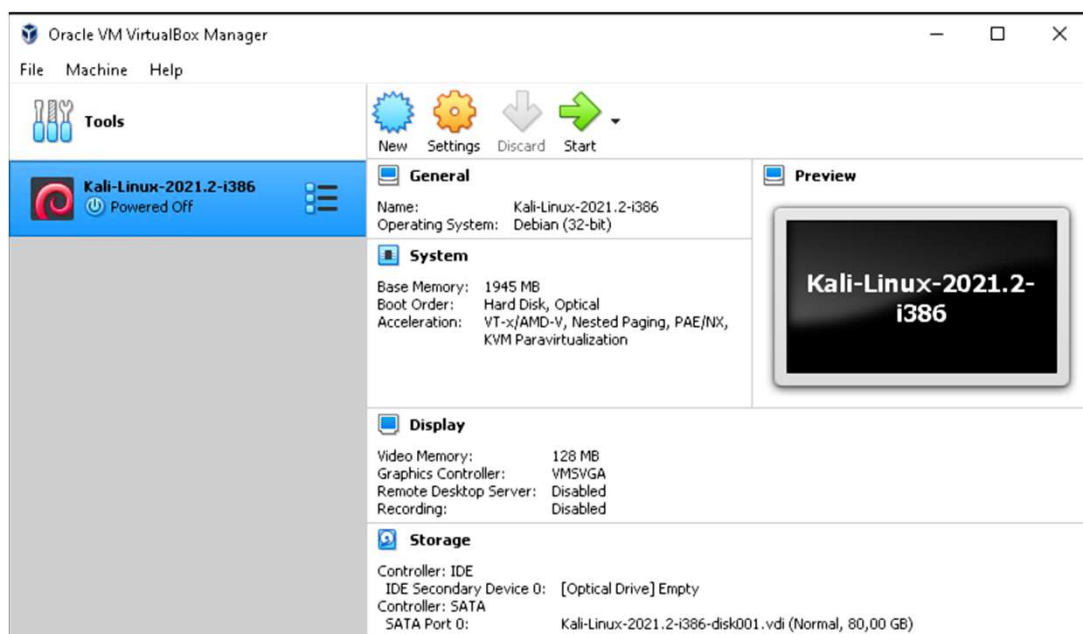 Oracle VM VirtualBox Manager
File Machine Help
Tools
New Settings Discard Start
Kali-Linux-2021.2-i386
Powered Off
General
Name: Kali-Linux-2021.2-i386
Operating System: Debian (32-bit)
System
Base Memory: 1945 MB
Boot Order: Hard Disk, Optical
Acceleration: VT-x/AMD-V, Nested Paging, PAE/NX,
KVM Paravirtualization
Preview
Kali-Linux-2021.2-
i386
Display
Video Memory: 128 MB
Graphics Controller: VMSVGA
Remote Desktop Server: Disabled
Recording: Disabled
Storage
Controller: IDE
IDE Secondary Device 0: [Optical Drive] Empty
Controller: SATA
SATA Port 0: Kali-Linux-2021.2-i386-disk001.vdi (Normal, 80,00 GB)